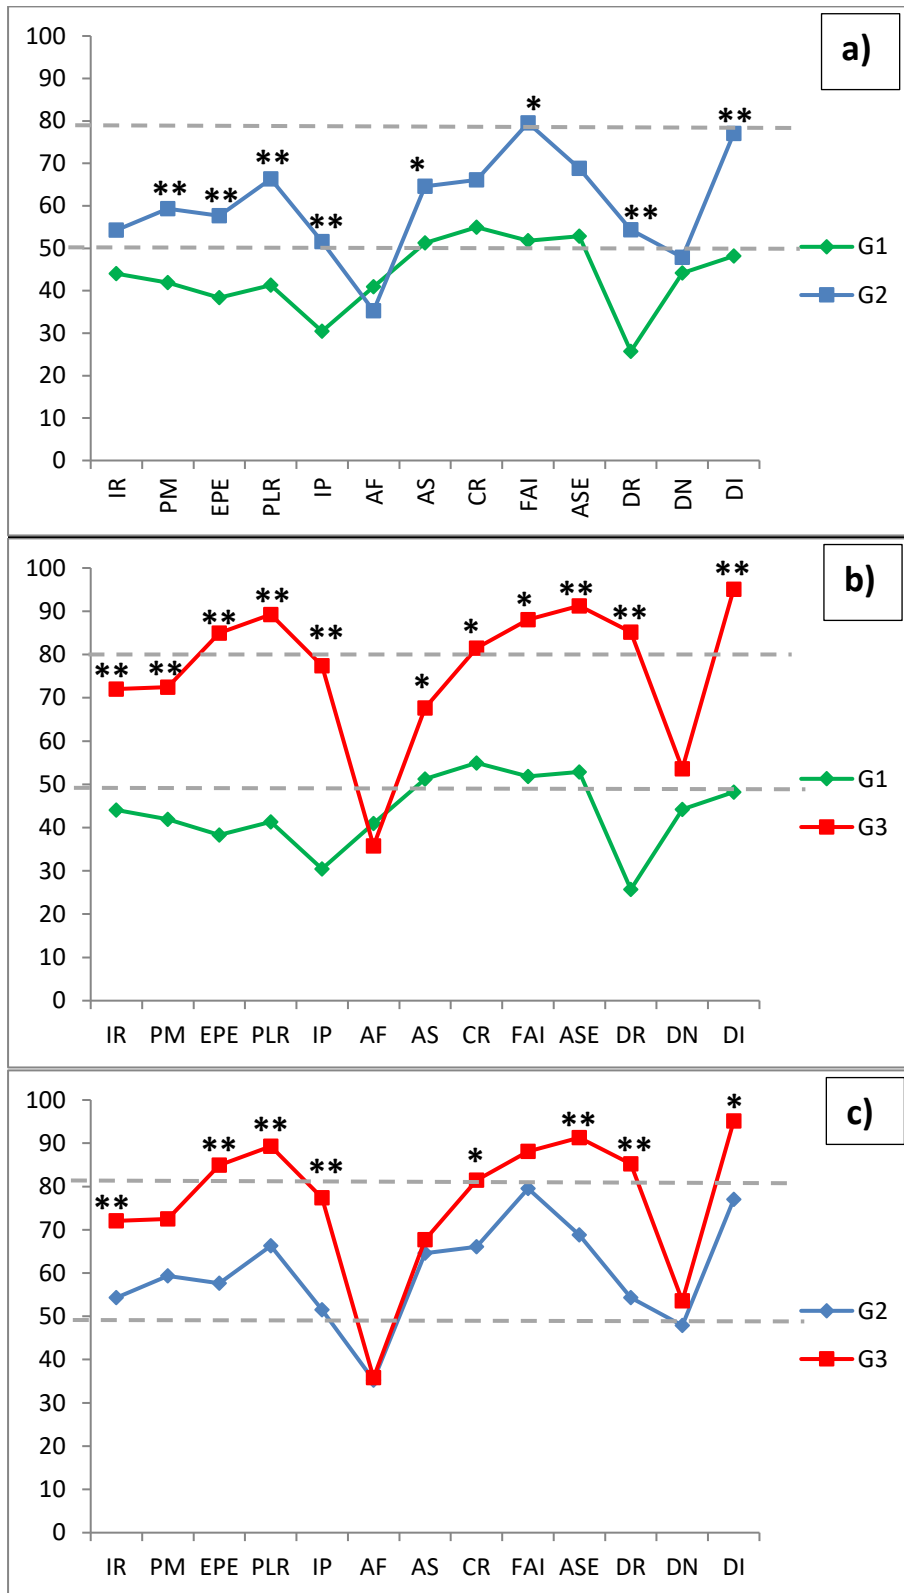 a)
100
90
80
70
60
50
40
30
20
10
0
** ** ** ** * * ** **
IR PM EPE PLR IP AF AS CR FAI ASE DR DN DI
G1
G2
b)
100
90
80
70
60
50
40
30
20
10
0
** ** ** ** ** * * * ** ** **
IR PM EPE PLR IP AF AS CR FAI ASE DR DN DI
G1
G3
c)
100
90
80
70
60
50
40
30
20
10
0
** ** ** ** * ** ** *
IR PM EPE PLR IP AF AS CR FAI ASE DR DN DI
G2
G3